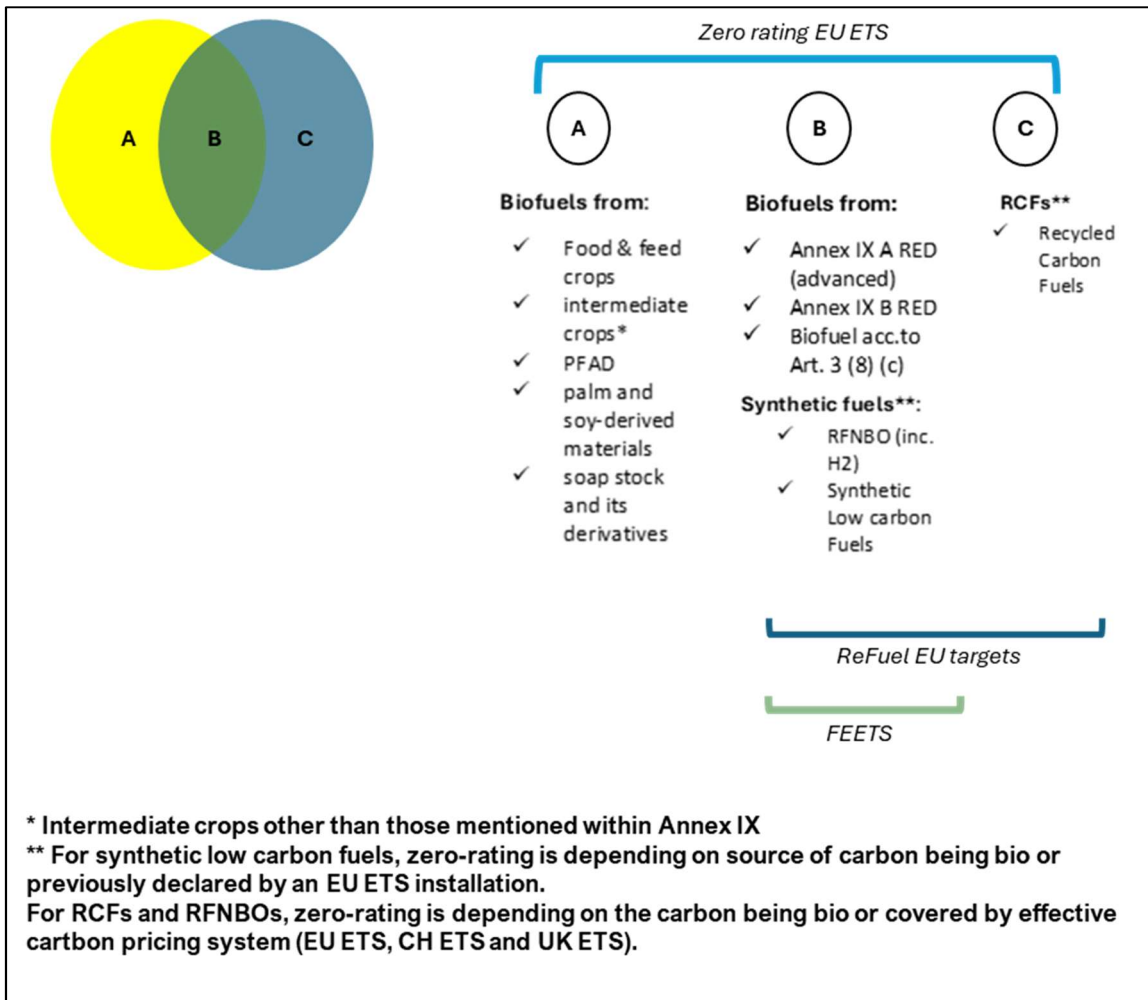 Zero rating EU ETS
A
B
C
A
B
C
Biofuels from:
✓ Food & feed
crops
✓ intermediate
crops*
✓ PFAD
✓ palm and
soy-derived
materials
✓ soap stock
and its
derivatives
Biofuels from:
✓ Annex IX A RED
(advanced)
✓ Annex IX B RED
✓ Biofuel acc.to
Art. 3 (8) (c)
Synthetic fuels**:
✓ RFNBO (inc.
H2)
✓ Synthetic
Low carbon
Fuels
RCFs**
✓ Recycled
Carbon
Fuels
ReFuel EU targets
FEETS
* Intermediate crops other than those mentioned within Annex IX
** For synthetic low carbon fuels, zero-rating is depending on source of carbon being bio or
previously declared by an EU ETS installation.
For RCFs and RFNBOs, zero-rating is depending on the carbon being bio or covered by effective
cartbon pricing system (EU ETS, CH ETS and UK ETS).